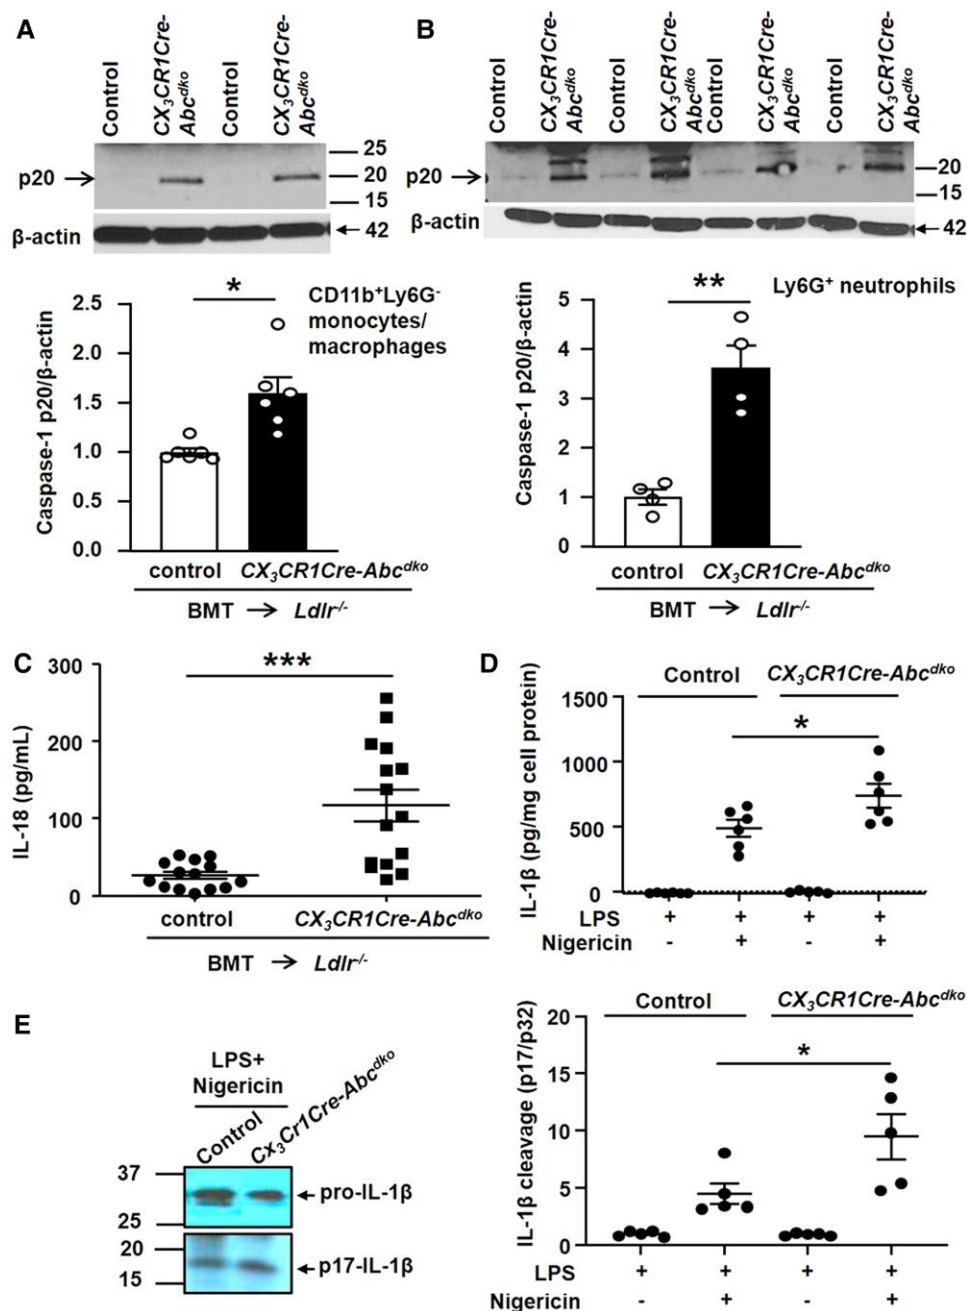 A
Control
CX3CR1Cre-
Abcdko
Control
CX3CR1Cre-
Abcdko
25
20
15
p20 →
β-actin
← 42
2.5
2.0
1.5
1.0
0.5
0.0
Caspase-1 p20/β-actin
*
CD11b+Ly6G-
monocytes/
macrophages
control
CX3CR1Cre-Abcdko
BMT → Ldlr-/-
B
Control
CX3CR1Cre-
Abcdko
Control
CX3CR1Cre-
Abcdko
Control
CX3CR1Cre-
Abcdko
Control
CX3CR1Cre-
Abcdko
20
15
p20 →
β-actin
← 42
5
4
3
2
1
0
Caspase-1 p20/β-actin
**
Ly6G+ neutrophils
control
CX3CR1Cre-Abcdko
BMT → Ldlr-/-
C
300
200
100
0
IL-18 (pg/mL)
***
control
CX3CR1Cre-Abcdko
BMT → Ldlr-/-
D
Control
CX3CR1Cre-Abcdko
1500
1000
500
0
IL-1β (pg/mg cell protein)
*
LPS + + + +
Nigericin - + - +
E
LPS+
Nigericin
Control
Cx3Cr1Cre-Abcdko
37
25
← pro-IL-1β
20
15
← p17-IL-1β
Control
CX3CR1Cre-Abcdko
20
15
10
5
0
IL-1β cleavage (p17/p32)
*
LPS + + + +
Nigericin - + - +